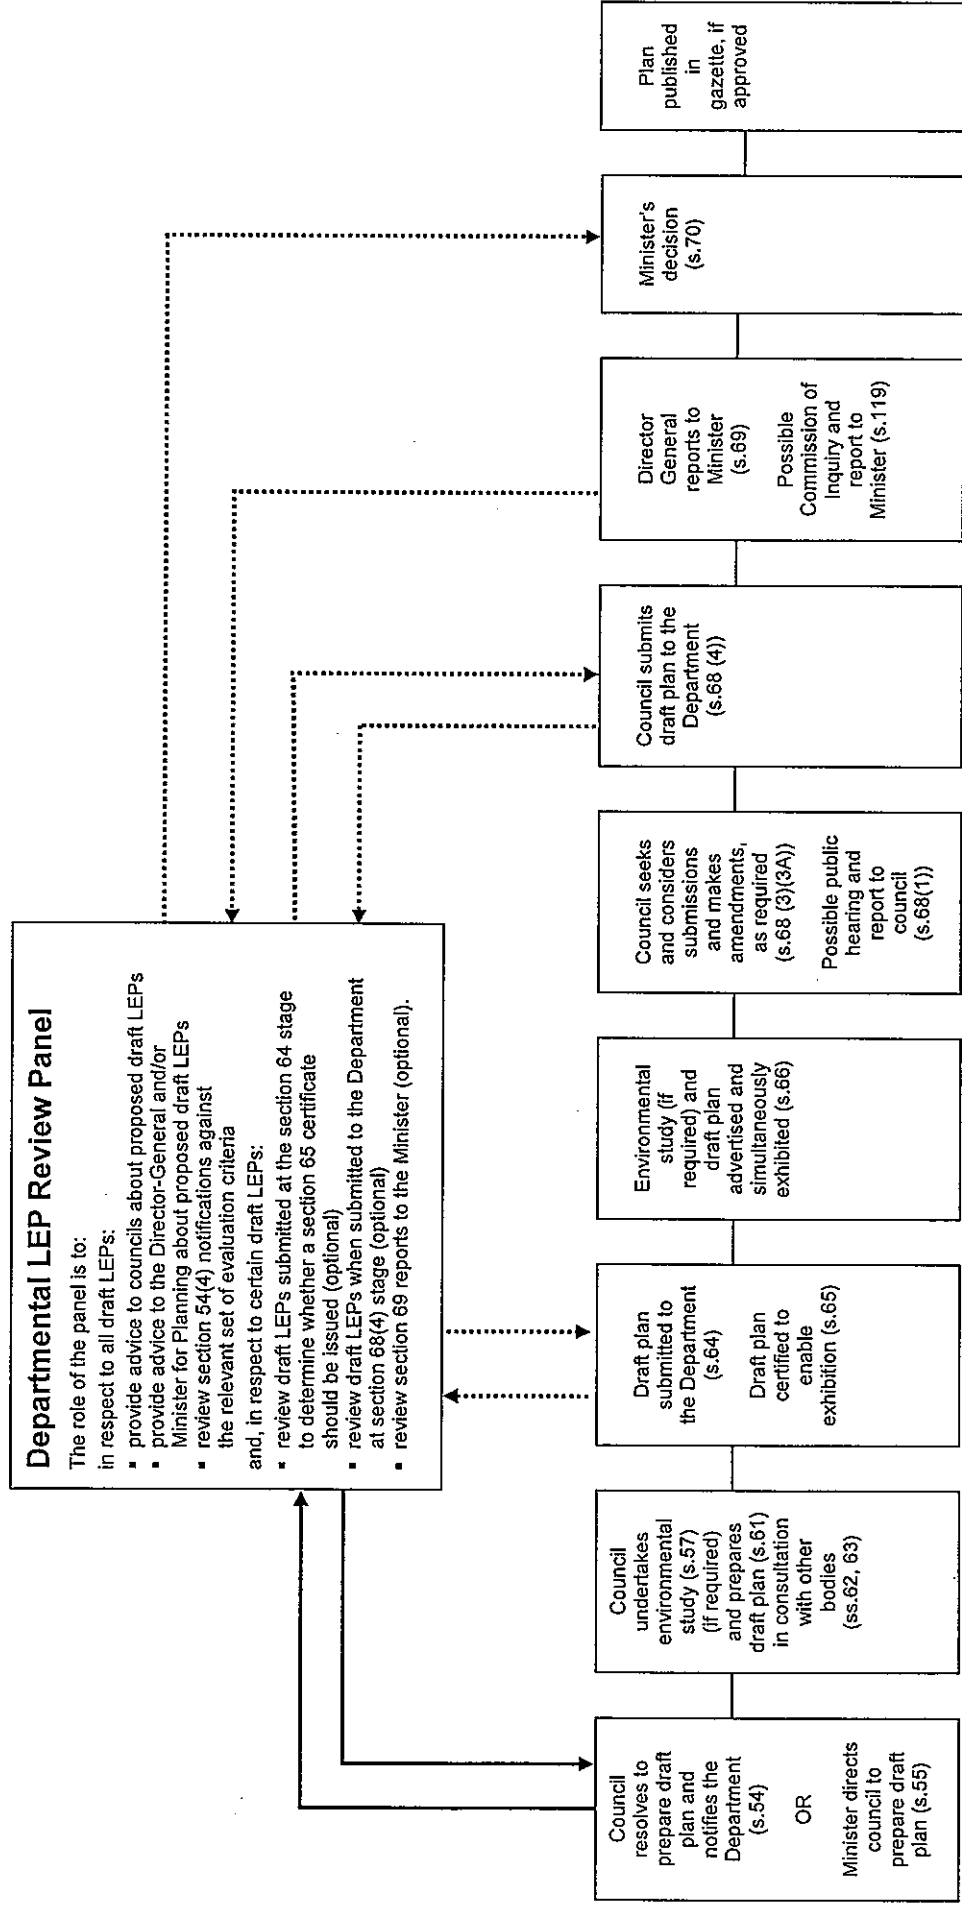 Departmental LEP Review Panel
The role of the panel is to:
in respect to all draft LEPs:
▪ provide advice to councils about proposed draft LEPs
▪ provide advice to the Director-General and/or
Minister for Planning about proposed draft LEPs
▪ review section 54(4) notifications against
the relevant set of evaluation criteria
and, in respect to certain draft LEPs:
▪ review draft LEPs submitted at the section 64 stage
to determine whether a section 65 certificate
should be issued (optional)
▪ review draft LEPs when submitted to the Department
at section 68(4) stage (optional)
▪ review section 69 reports to the Minister (optional).
Council
resolves to
prepare draft
plan and
notifies the
Department
(s.54)
OR
Minister directs
council to
prepare draft
plan (s.55)
Council
undertakes
environmental
study (s.57)
(if required)
and prepares
draft plan (s.61)
in consultation
with other
bodies
(ss.62, 63)
Draft plan
submitted to
the Department
(s.64)
Draft plan
certified to
enable
exhibition (s.65)
Environmental
study (if
required) and
draft plan
advertised and
simultaneously
exhibited (s.66)
Council seeks
and considers
submissions
and makes
amendments,
as required
(s.68 (3)(3A))
Possible public
hearing and
report to
council
(s.68(1))
Council submits
draft plan to the
Department
(s.68 (4))
Director
General
reports to
Minister
(s.69)
Possible
Commission of
Inquiry and
report to
Minister (s.119)
Minister's
decision
(s.70)
Plan
published
in
gazette, if
approved